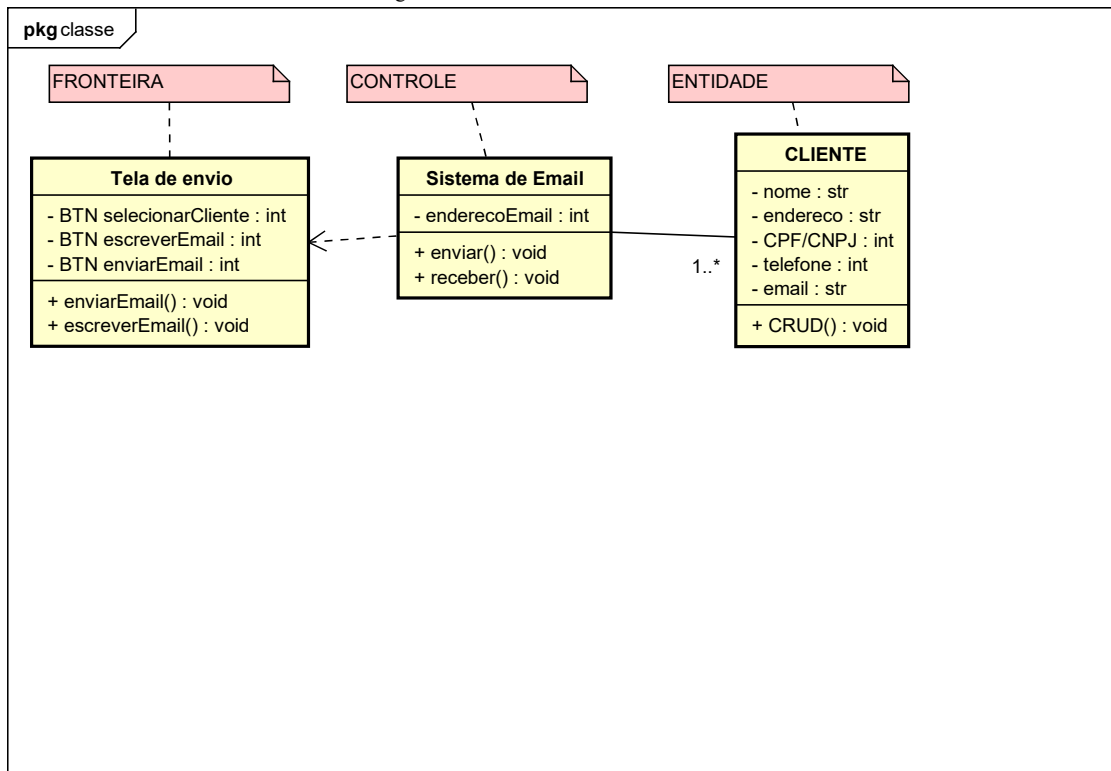 pkg classe
FRONTEIRA
CONTROLE
ENTIDADE
Tela de envio
- BTN selecionarCliente : int
- BTN escreverEmail : int
- BTN enviarEmail : int
+ enviarEmail() : void
+ escreverEmail() : void
Sistema de Email
- enderecoEmail : int
+ enviar() : void
+ receber() : void
1..*
CLIENTE
- nome : str
- endereco : str
- CPF/CNPJ : int
- telefone : int
- email : str
+ CRUD() : void